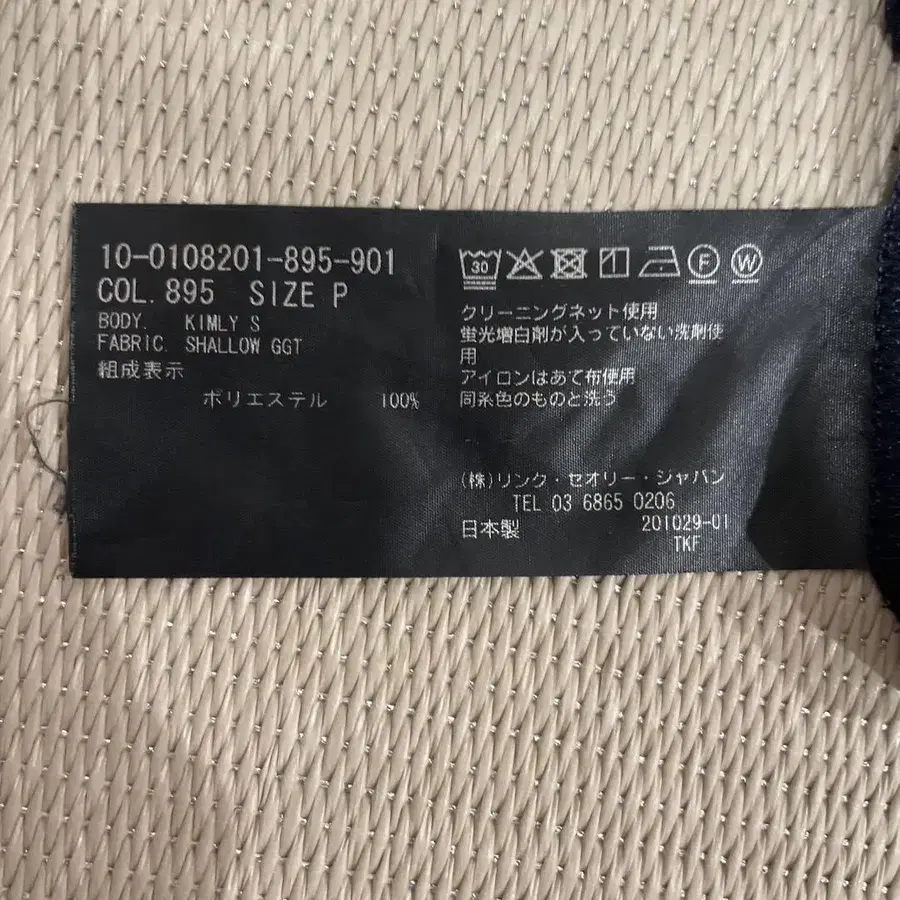 10-0108201-895-901
COL. 895 SIZE P
BODY. KIMLY S
FABRIC. SHALLOW GGT
組成表示
ポリエステル 100%
30
F
W
クリーニングネット使用
蛍光増白剤が入っていない洗剤使
用
アイロンはあて布使用
同系色のものと洗う
(株)リンク・セオリー・ジャパン
TEL 03 6865 0206
日本製 201029-01
TKF